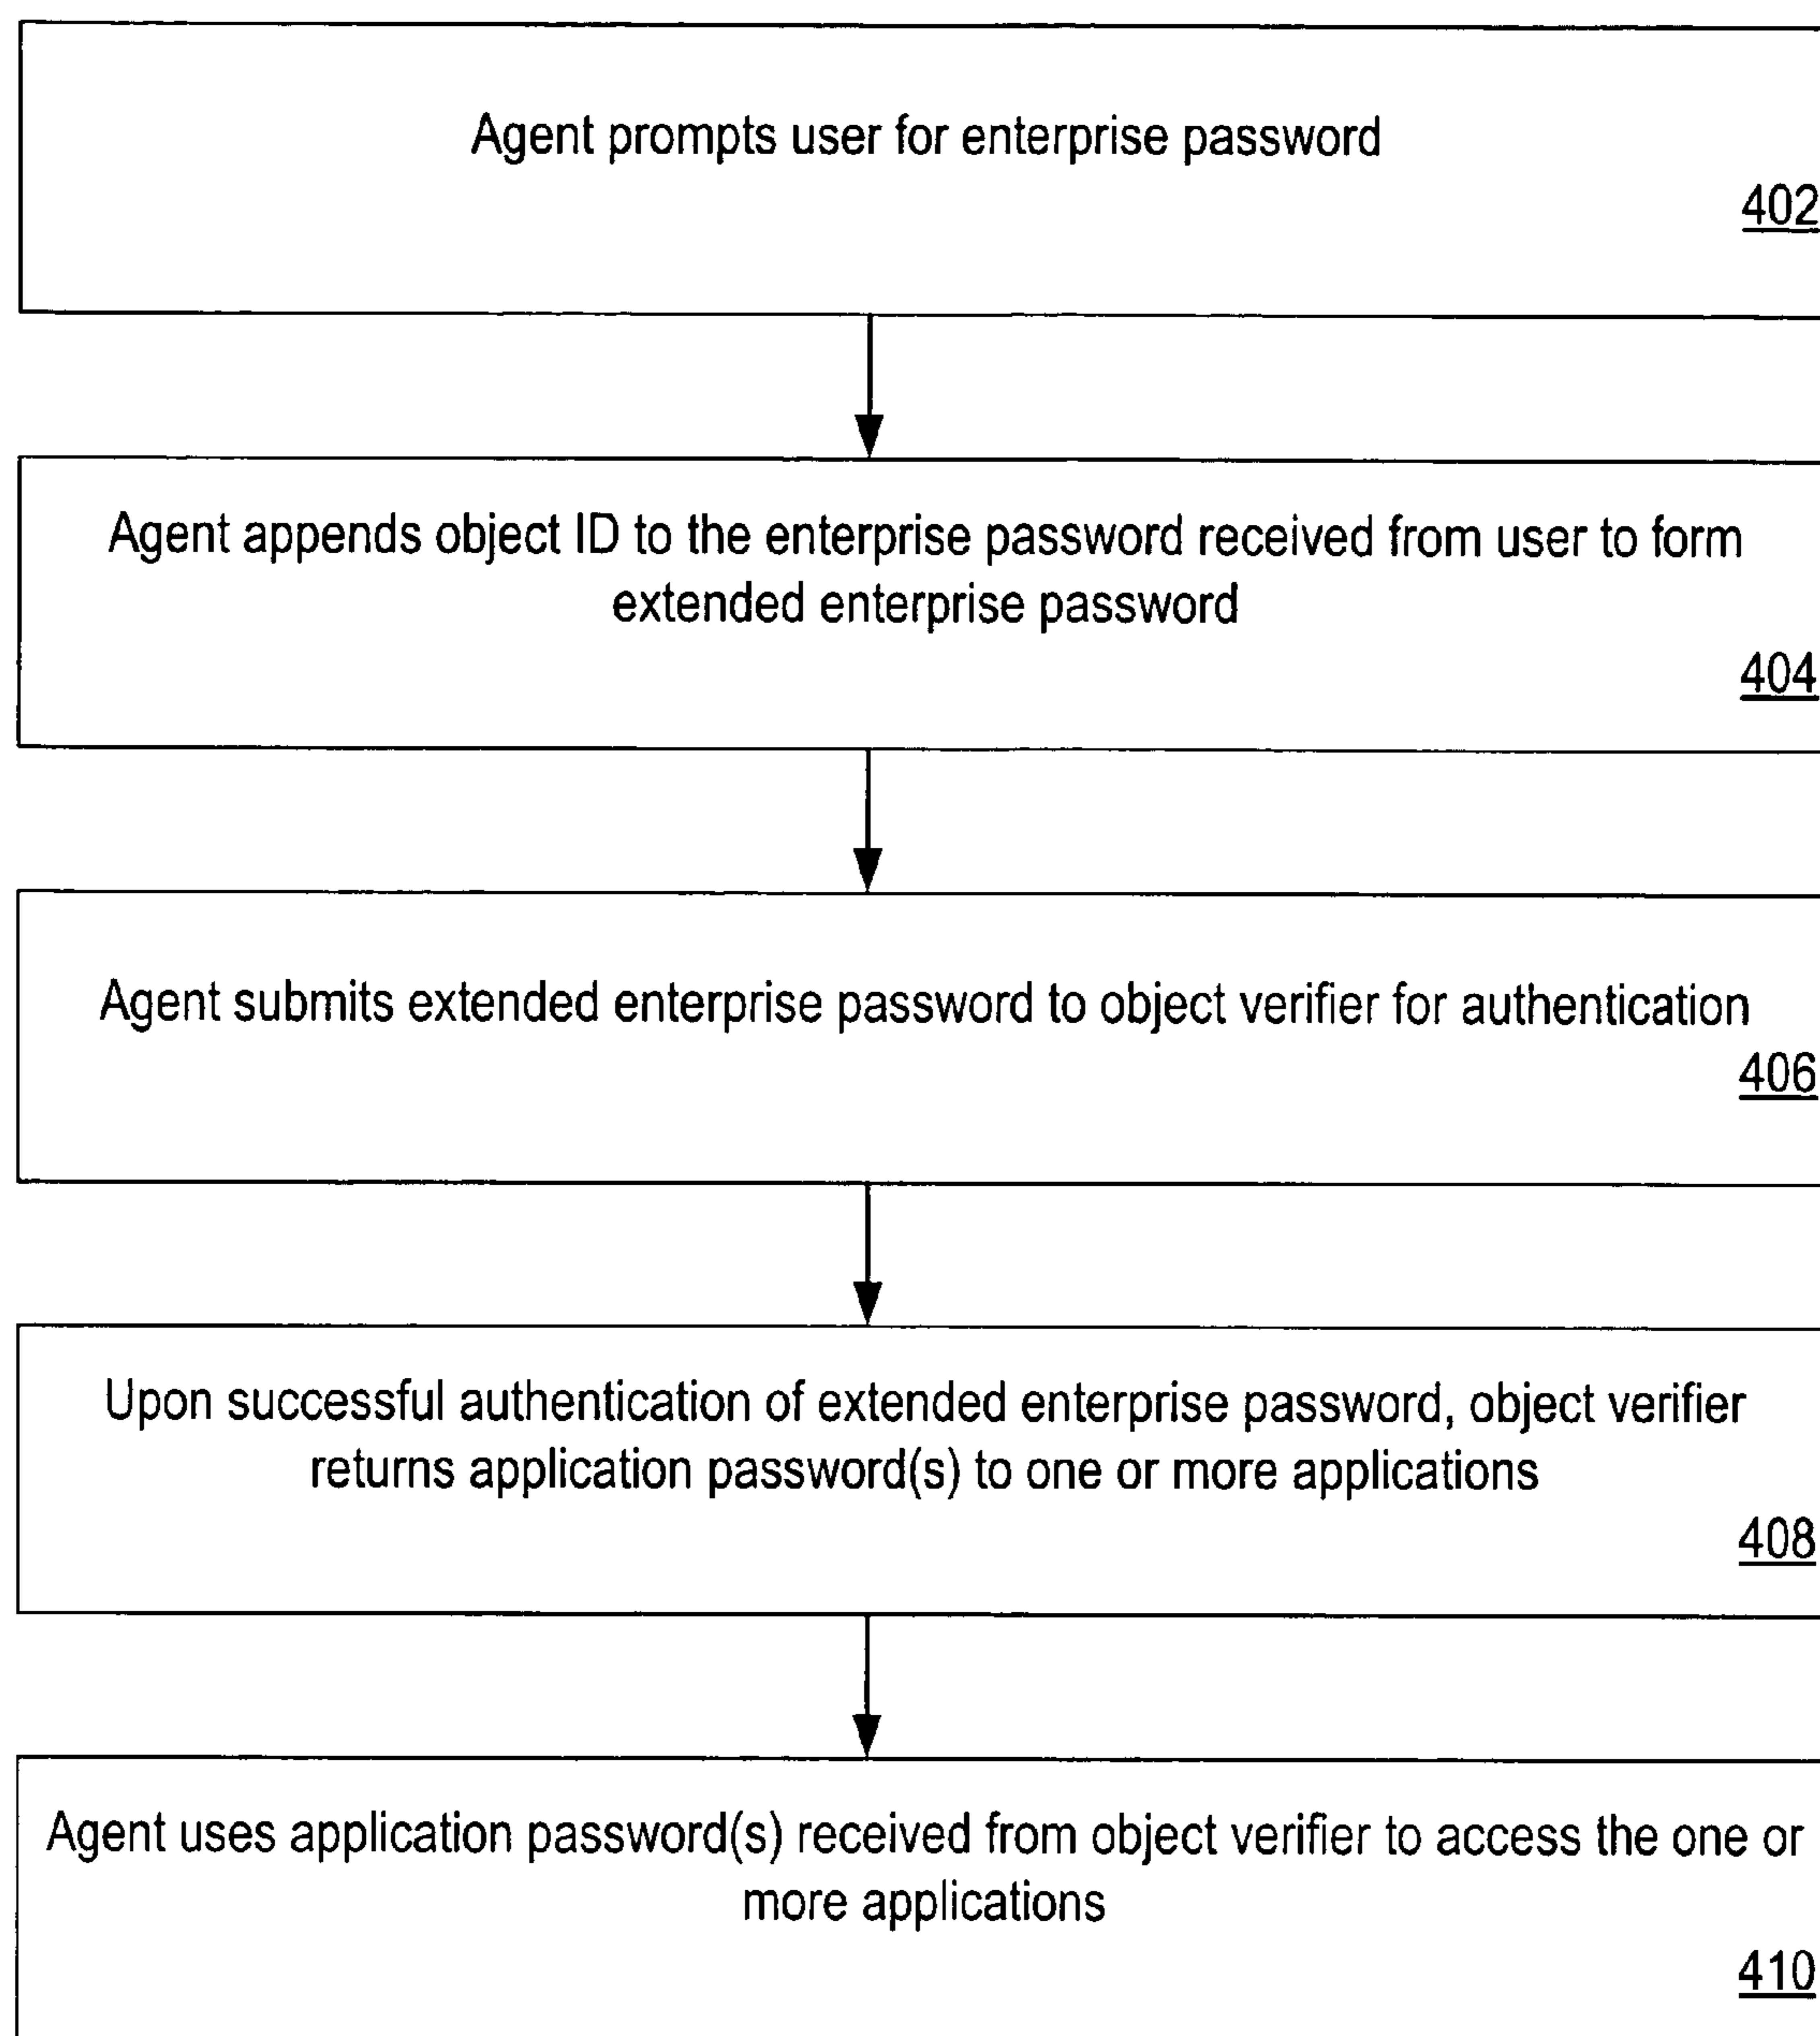 Agent prompts user for enterprise password
402
Agent appends object ID to the enterprise password received from user to form
extended enterprise password
404
Agent submits extended enterprise password to object verifier for authentication
406
Upon successful authentication of extended enterprise password, object verifier
returns application password(s) to one or more applications
408
Agent uses application password(s) received from object verifier to access the one or
more applications
410